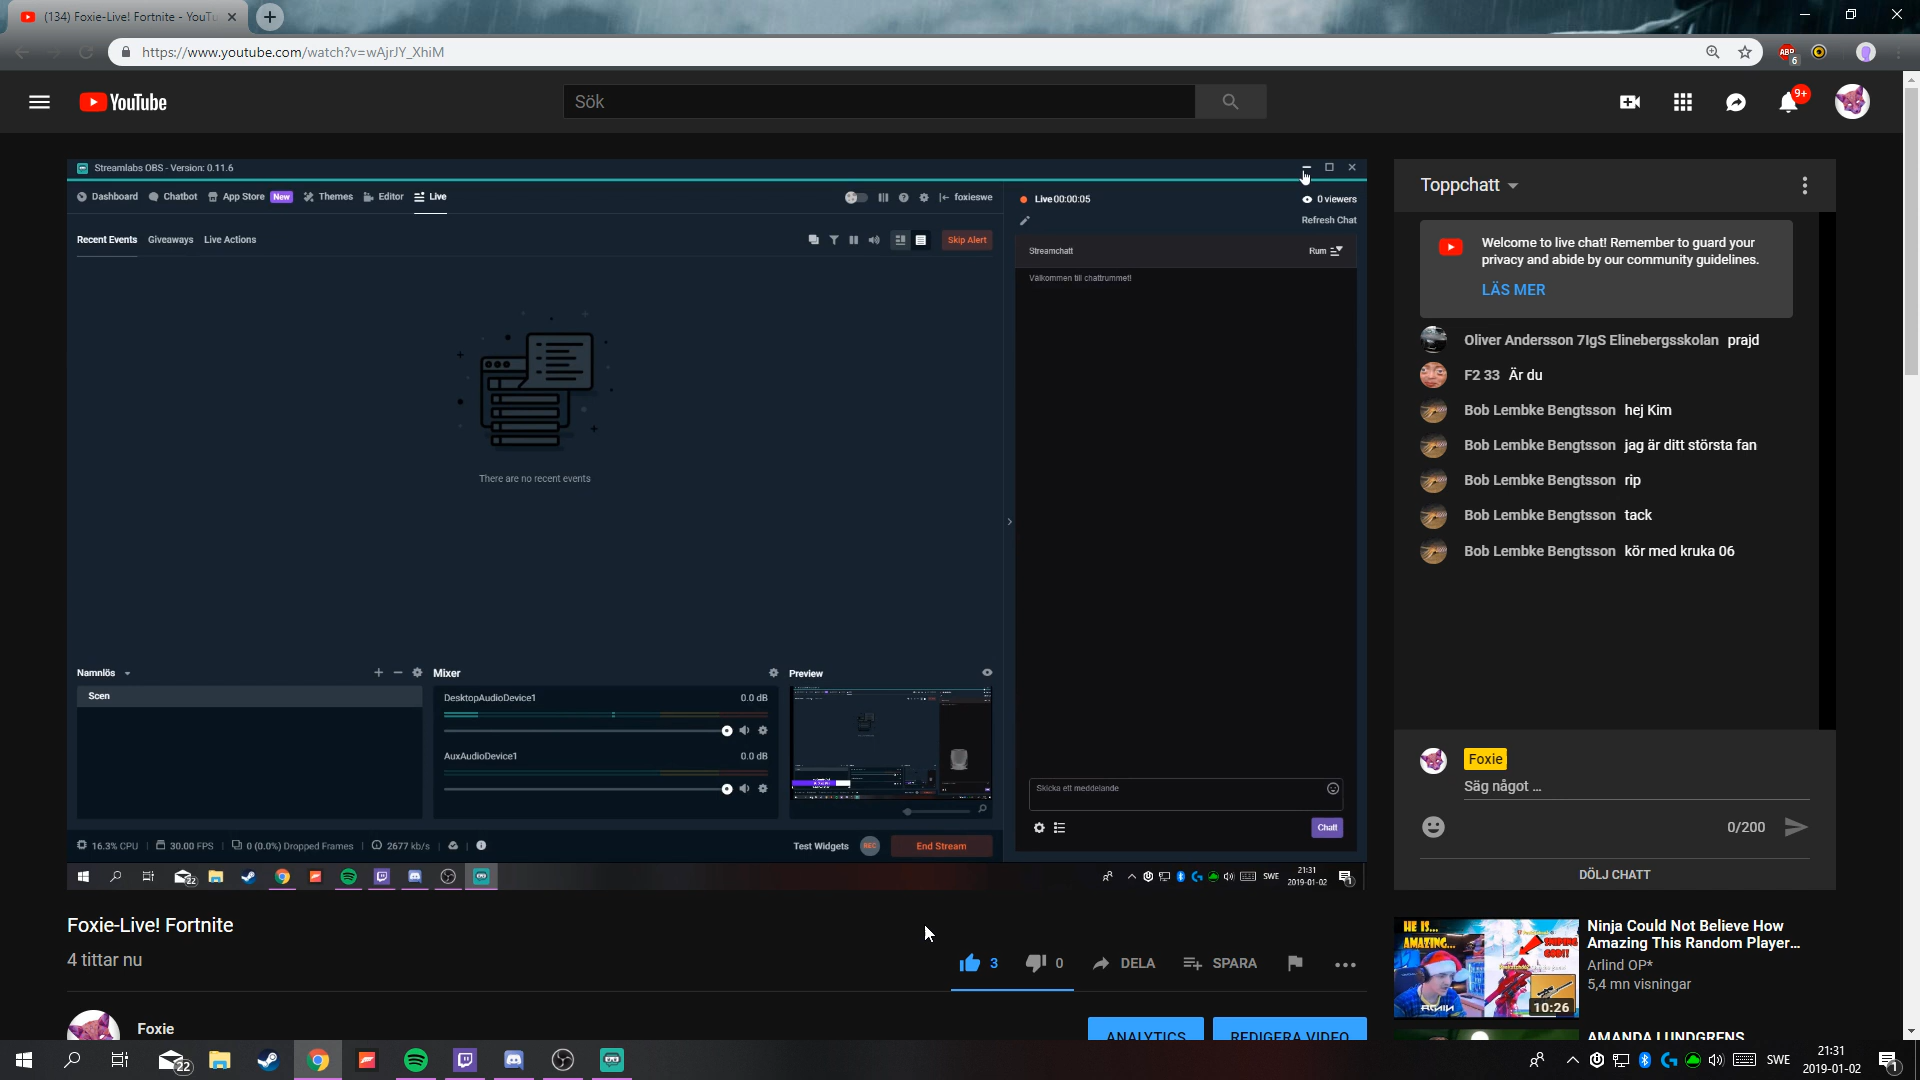 (134) Foxie-Live! Fortnite - YouTu
https://www.youtube.com/watch?v=wAjrJY_XhiM
ABP
6
YouTube
Sök
9+
Streamlabs OBS - Version: 0.11.6
Dashboard
Chatbot
App Store
New
Themes
Editor
Live
foxieswe
Live 00:00:05
0 viewers
Refresh Chat
Recent Events
Giveaways
Live Actions
Skip Alert
Streamchatt
Rum
Välkommen till chattrummet!
There are no recent events
Namnlös
Scen
Mixer
DesktopAudioDevice1
0.0 dB
AuxAudioDevice1
0.0 dB
Preview
Skicka ett meddelande
Chatt
16.3% CPU
30.00 FPS
0 (0.0%) Dropped Frames
2677 kb/s
Test Widgets
REC
End Stream
22
SWE
21:31
2019-01-02
1
Toppchatt
Welcome to live chat! Remember to guard your
privacy and abide by our community guidelines.
LÄS MER
Oliver Andersson 7IgS Elinebergsskolan prajd
F2 33 Är du
Bob Lembke Bengtsson hej Kim
Bob Lembke Bengtsson jag är ditt största fan
Bob Lembke Bengtsson rip
Bob Lembke Bengtsson tack
Bob Lembke Bengtsson kör med kruka 06
Foxie
Säg något ...
0/200
DÖLJ CHATT
Foxie-Live! Fortnite
4 tittar nu
3
0
DELA
SPARA
Foxie
ANALYTICS
REDIGERA VIDEO
HE IS...
AMAZING...
10:26
Ninja Could Not Believe How
Amazing This Random Player...
Arlind OP*
5,4 mn visningar
AMANDA LUNDGRENS
22
SWE
21:31
2019-01-02
1